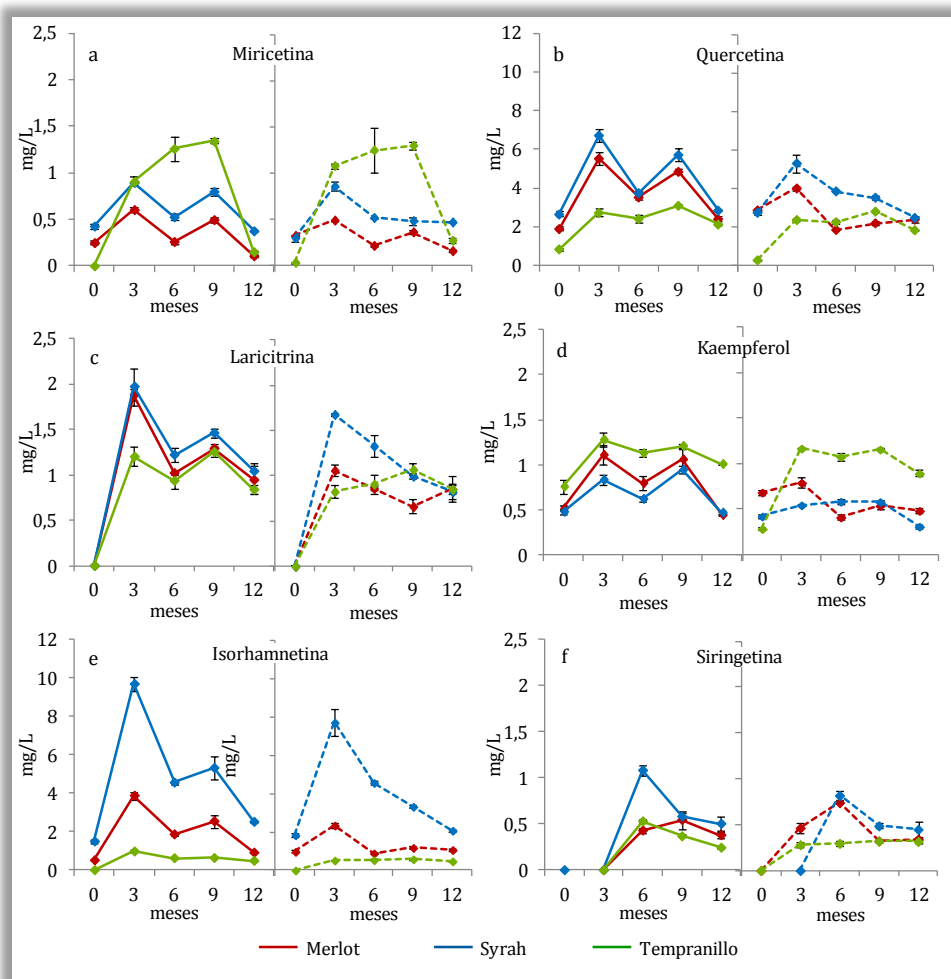 a
Miricetina
2,5
2
1,5
1
0,5
0
mg/L
0 3 6 9 12 0 3 6 9 12
meses meses
b
Quercetina
12
10
8
6
4
2
0
mg/L
0 3 6 9 12 0 3 6 9 12
meses meses
c
Laricitrina
2,5
2
1,5
1
0,5
0
mg/L
0 3 6 9 12 0 3 6 9 12
meses meses
d
Kaempferol
2,5
2
1,5
1
0,5
0
mg/L
0 3 6 9 12 0 3 6 9 12
meses meses
e
Isorhamnetina
12
10
8
6
4
2
0
mg/L
mg/L
0 3 6 9 12 0 3 6 9 12
meses meses
f
Siringetina
2,5
2
1,5
1
0,5
0
mg/L
0 3 6 9 12 0 3 6 9 12
meses meses
Merlot Syrah Tempranillo